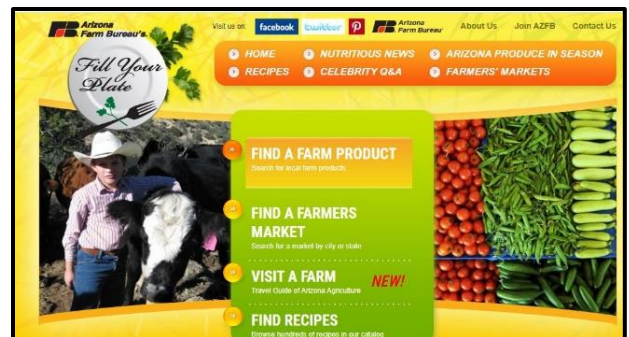 Arizona
Farm Bureau's
Fill Your
Plate
Visit us on: facebook twitter Arizona
Farm Bureau
About Us Join AZFB Contact Us
HOME NUTRITIOUS NEWS ARIZONA PRODUCE IN SEASON
RECIPES CELEBRITY Q&A FARMERS' MARKETS
FIND A FARM PRODUCT
Search for local farm products
FIND A FARMERS
MARKET
Search for a market by city or state
VISIT A FARM NEW!
Travel Guide of Arizona Agriculture
FIND RECIPES
Browse hundreds of recipes in our catalog